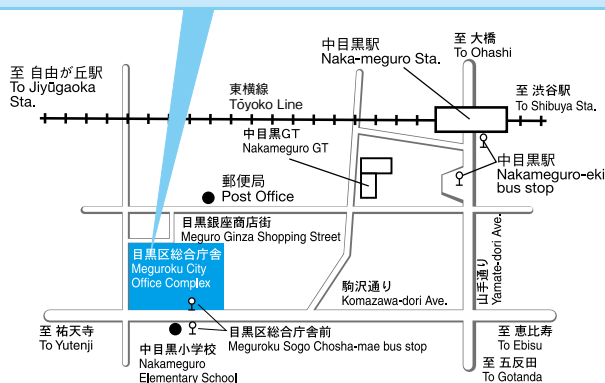 至 大橋
To Ohashi
中目黒駅
Naka-meguro Sta.
至 自由が丘駅
To Jiyūgaoka
Sta.
東横線
Tōyoko Line
至 渋谷駅
To Shibuya Sta.
中目黒GT
Nakameguro GT
中目黒駅
Nakameguro-eki
bus stop
郵便局
Post Office
目黒銀座商店街
Meguro Ginza Shopping Street
目黒区総合庁舎
Meguroku City
Office Complex
駒沢通り
Komazawa-dori Ave.
山手通り
Yamate-dori Ave.
至 祐天寺
To Yutenji
目黒区総合庁舎前
Meguroku Sogo Chosha-mae bus stop
中目黒小学校
Nakameguro
Elementary School
至 恵比寿
To Ebisu
至 五反田
To Gotanda